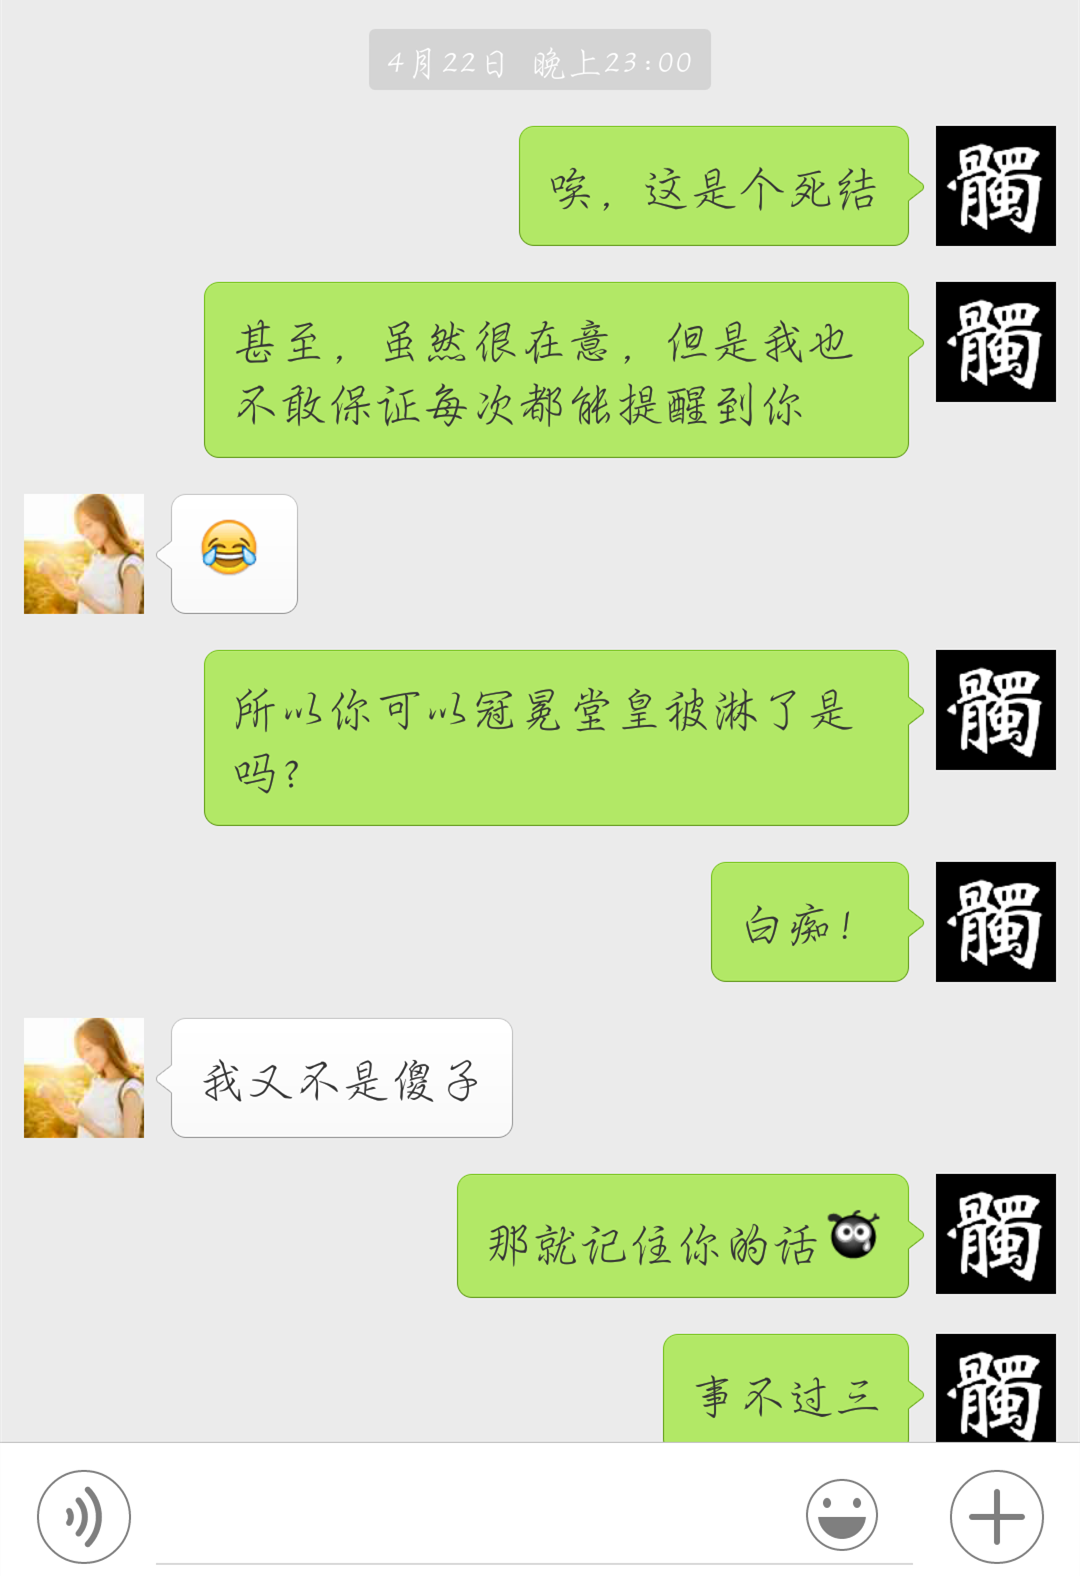 4月22日 晚上23:00
唉，这是个死结
髑
甚至，虽然很在意，但是我也
不敢保证每次都能提醒到你
髑
😂
所以你可以冠冕堂皇被淋了是
吗？
髑
白痴！
髑
我又不是傻子
那就记住你的话
髑
事不过三
髑